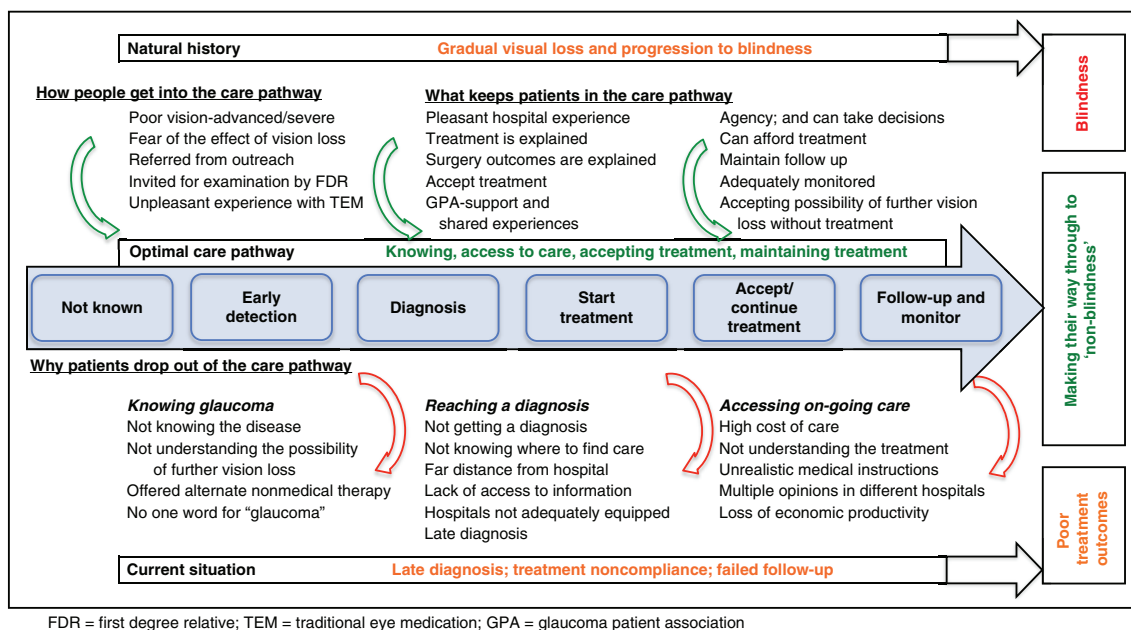 Natural history
Gradual visual loss and progression to blindness
Blindness
How people get into the care pathway
Poor vision-advanced/severe
Fear of the effect of vision loss
Referred from outreach
Invited for examination by FDR
Unpleasant experience with TEM
What keeps patients in the care pathway
Pleasant hospital experience
Treatment is explained
Surgery outcomes are explained
Accept treatment
GPA-support and
shared experiences
Agency; and can take decisions
Can afford treatment
Maintain follow up
Adequately monitored
Accepting possibility of further vision
loss without treatment
Optimal care pathway
Knowing, access to care, accepting treatment, maintaining treatment
Not known
Early
detection
Diagnosis
Start
treatment
Accept/
continue
treatment
Follow-up and
monitor
Making their way through to
‘non-blindness’
Why patients drop out of the care pathway
Knowing glaucoma
Not knowing the disease
Not understanding the possibility
of further vision loss
Offered alternate nonmedical therapy
No one word for “glaucoma”
Reaching a diagnosis
Not getting a diagnosis
Not knowing where to find care
Far distance from hospital
Lack of access to information
Hospitals not adequately equipped
Late diagnosis
Accessing on-going care
High cost of care
Not understanding the treatment
Unrealistic medical instructions
Multiple opinions in different hospitals
Loss of economic productivity
Current situation
Late diagnosis; treatment noncompliance; failed follow-up
Poor
treatment
outcomes
FDR = first degree relative; TEM = traditional eye medication; GPA = glaucoma patient association